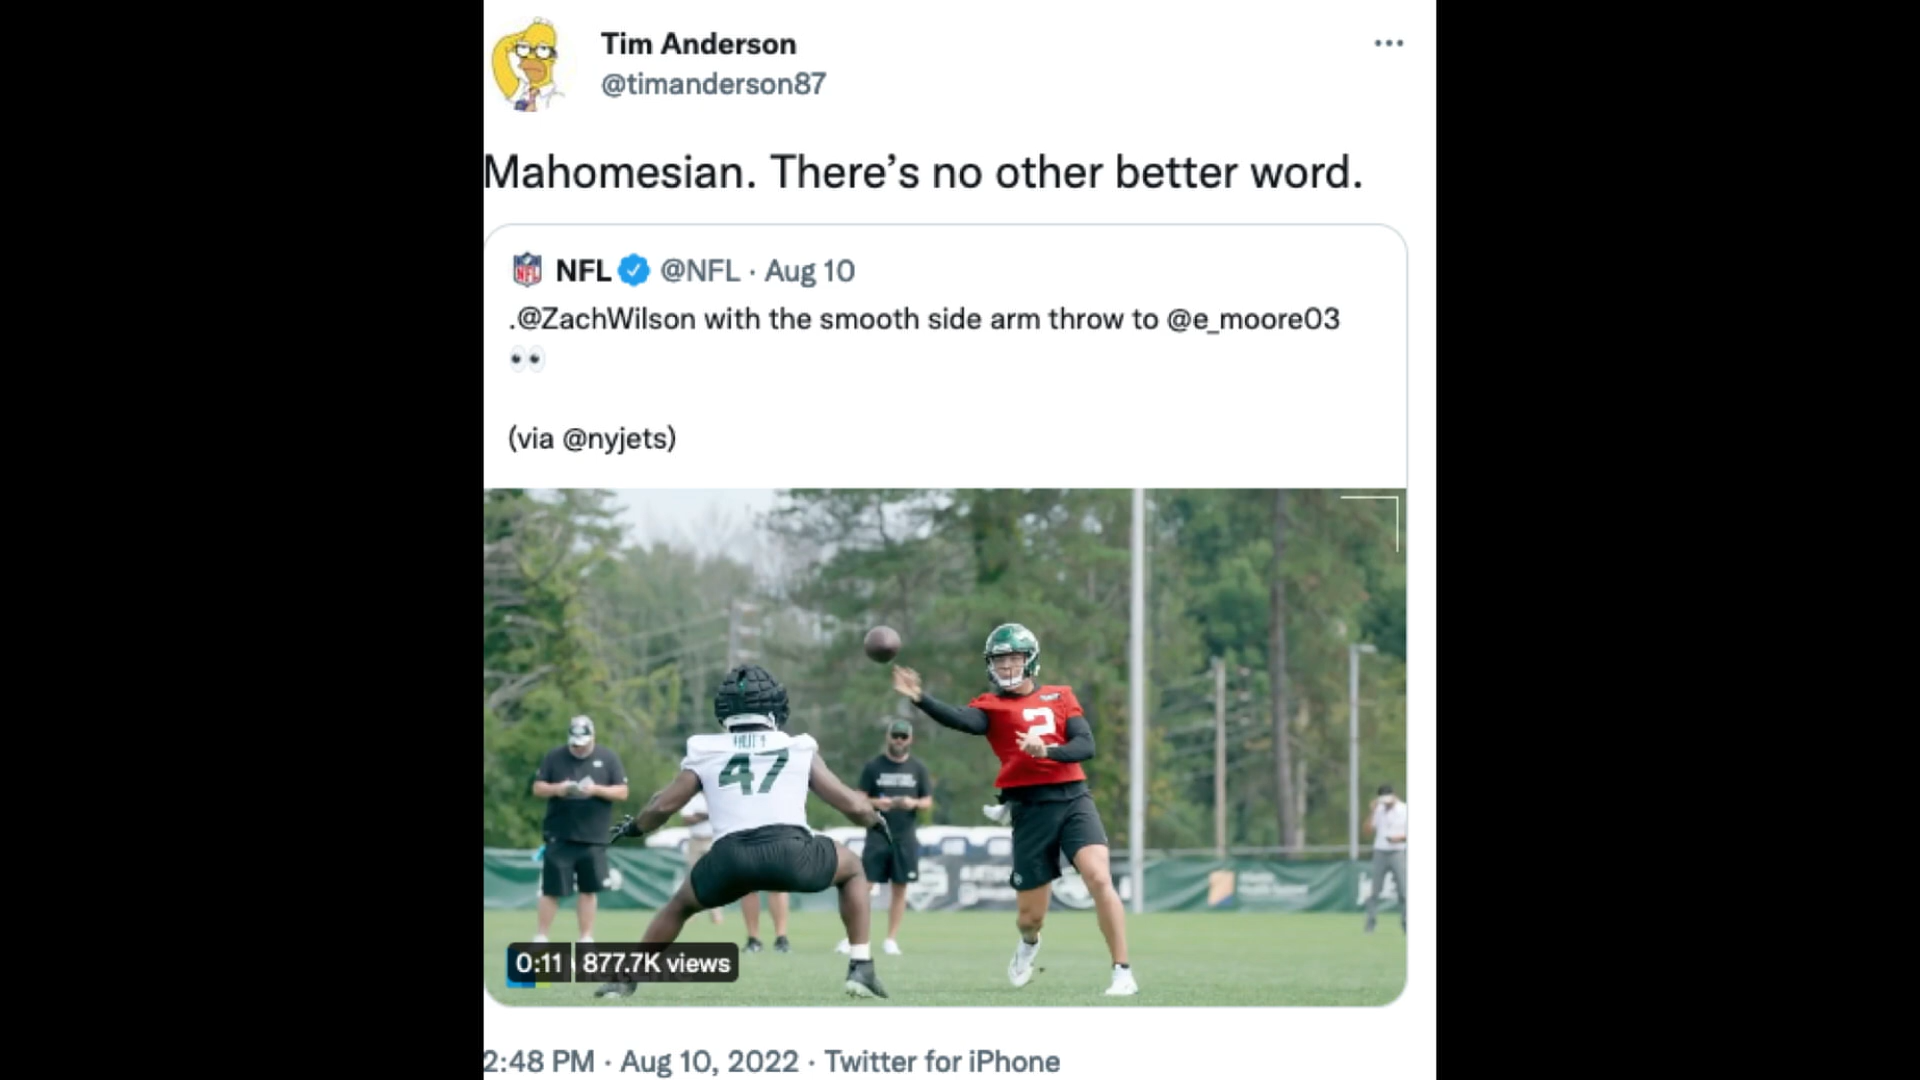 Tim Anderson
@timanderson87
Mahomesian. There’s no other better word.
NFL @NFL · Aug 10
.@ZachWilson with the smooth side arm throw to @e_moore03
👀
(via @nyjets)
2
47
0:11 877.7K views
2:48 PM · Aug 10, 2022 · Twitter for iPhone